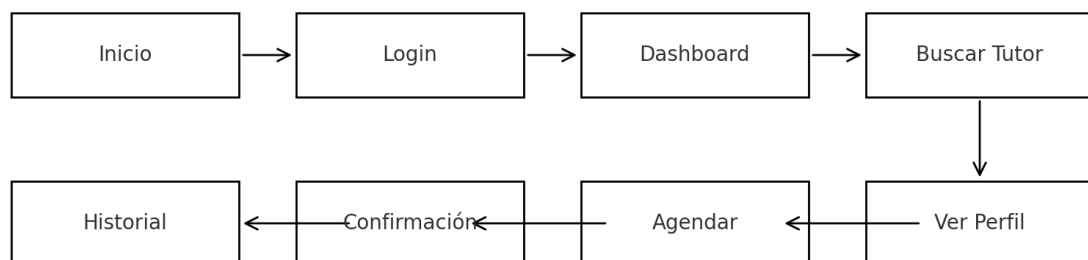 Inicio
Login
Dashboard
Buscar Tutor
Historial
Confirmación
Agendar
Ver Perfil